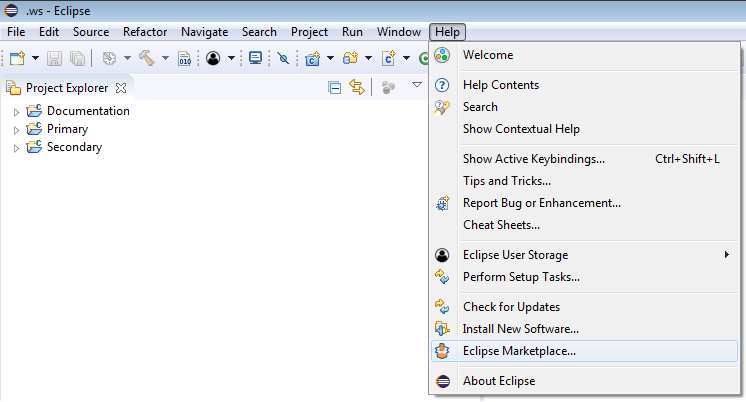 .ws - Eclipse
File Edit Source Refactor Navigate Search Project Run Window Help
Project Explorer
Documentation
Primary
Secondary
Welcome
Help Contents
Search
Show Contextual Help
Show Active Keybindings... Ctrl+Shift+L
Tips and Tricks...
Report Bug or Enhancement...
Cheat Sheets...
Eclipse User Storage
Perform Setup Tasks...
Check for Updates
Install New Software...
Eclipse Marketplace...
About Eclipse